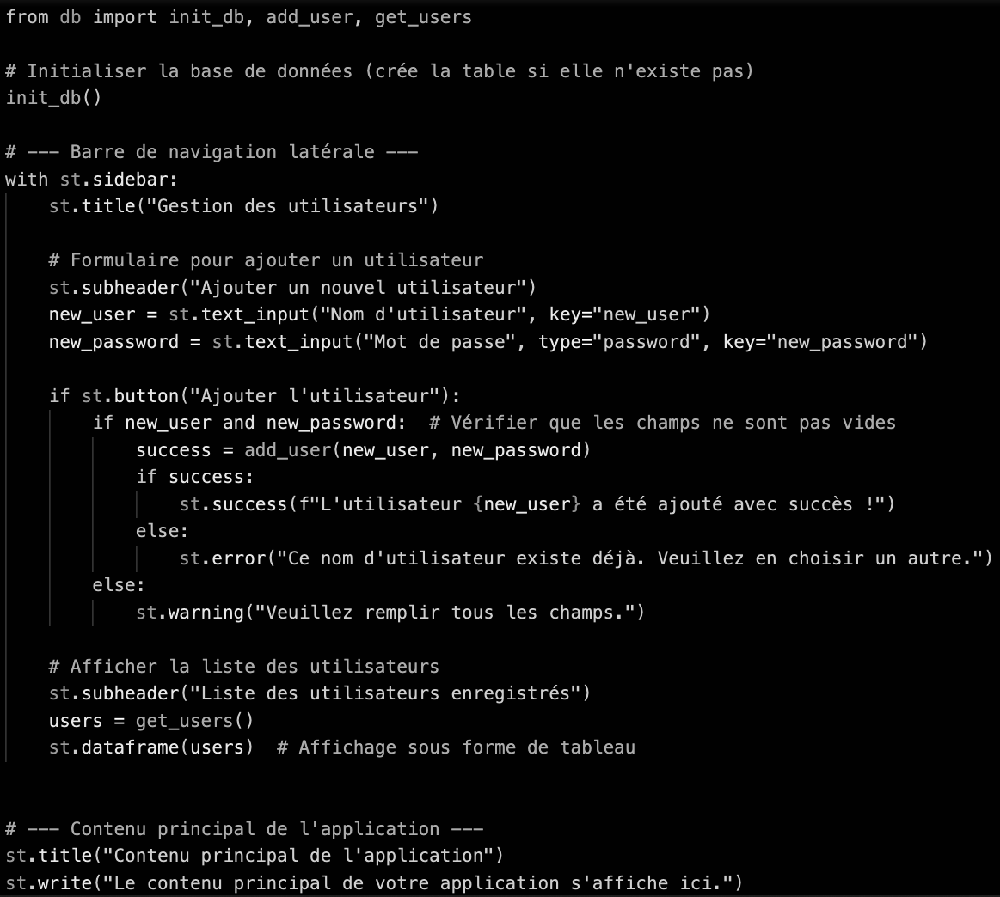 from db import init_db, add_user, get_users
# Initialiser la base de données (crée la table si elle n'existe pas)
init_db()
# --- Barre de navigation latérale ---
with st.sidebar:
st.title("Gestion des utilisateurs")
# Formulaire pour ajouter un utilisateur
st.subheader("Ajouter un nouvel utilisateur")
new_user = st.text_input("Nom d'utilisateur", key="new_user")
new_password = st.text_input("Mot de passe", type="password", key="new_password")
if st.button("Ajouter l'utilisateur"):
if new_user and new_password:  # Vérifier que les champs ne sont pas vides
success = add_user(new_user, new_password)
if success:
st.success(f"L'utilisateur {new_user} a été ajouté avec succès !")
else:
st.error("Ce nom d'utilisateur existe déjà. Veuillez en choisir un autre.")
else:
st.warning("Veuillez remplir tous les champs.")
# Afficher la liste des utilisateurs
st.subheader("Liste des utilisateurs enregistrés")
users = get_users()
st.dataframe(users)  # Affichage sous forme de tableau
# --- Contenu principal de l'application ---
st.title("Contenu principal de l'application")
st.write("Le contenu principal de votre application s'affiche ici.")